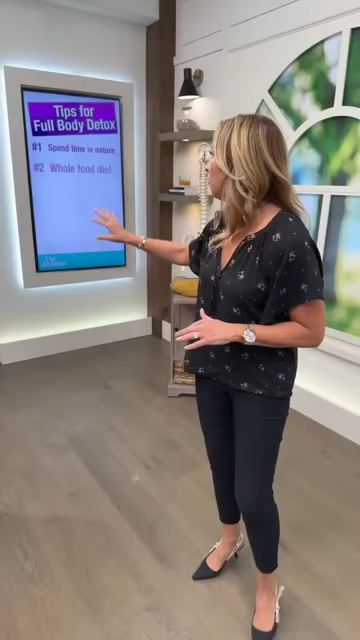 Tips for
Full Body Detox
#1 Spend time in nature
#2 Whole food diet